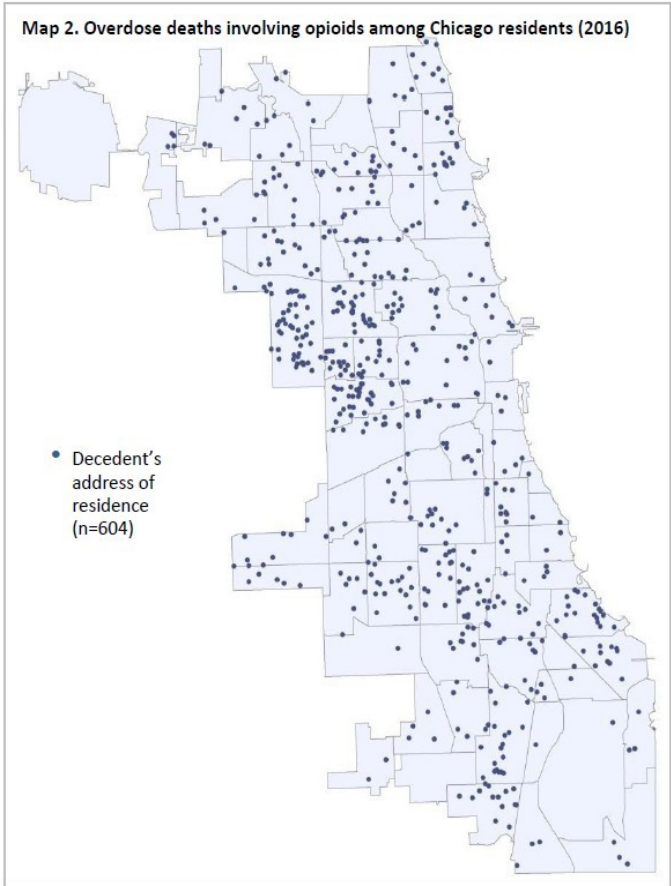 Map 2. Overdose deaths involving opioids among Chicago residents (2016)
Decedent's
address of
residence
(n=604)